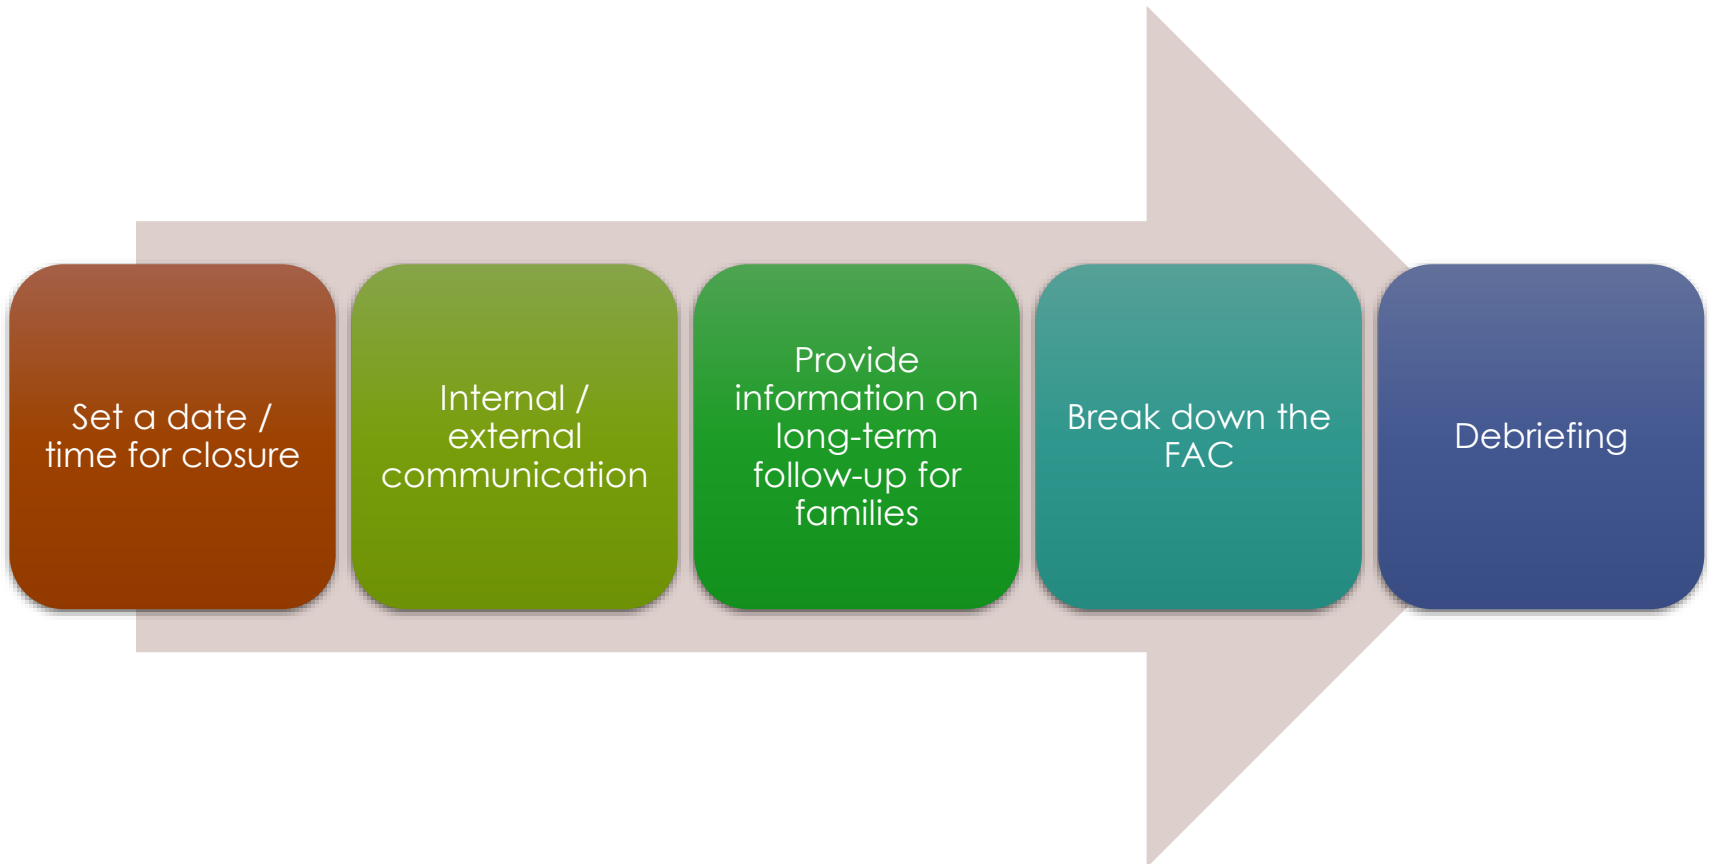 Set a date /
time for closure
Internal /
external
communication
Provide
information on
long-term
follow-up for
families
Break down the
FAC
Debriefing